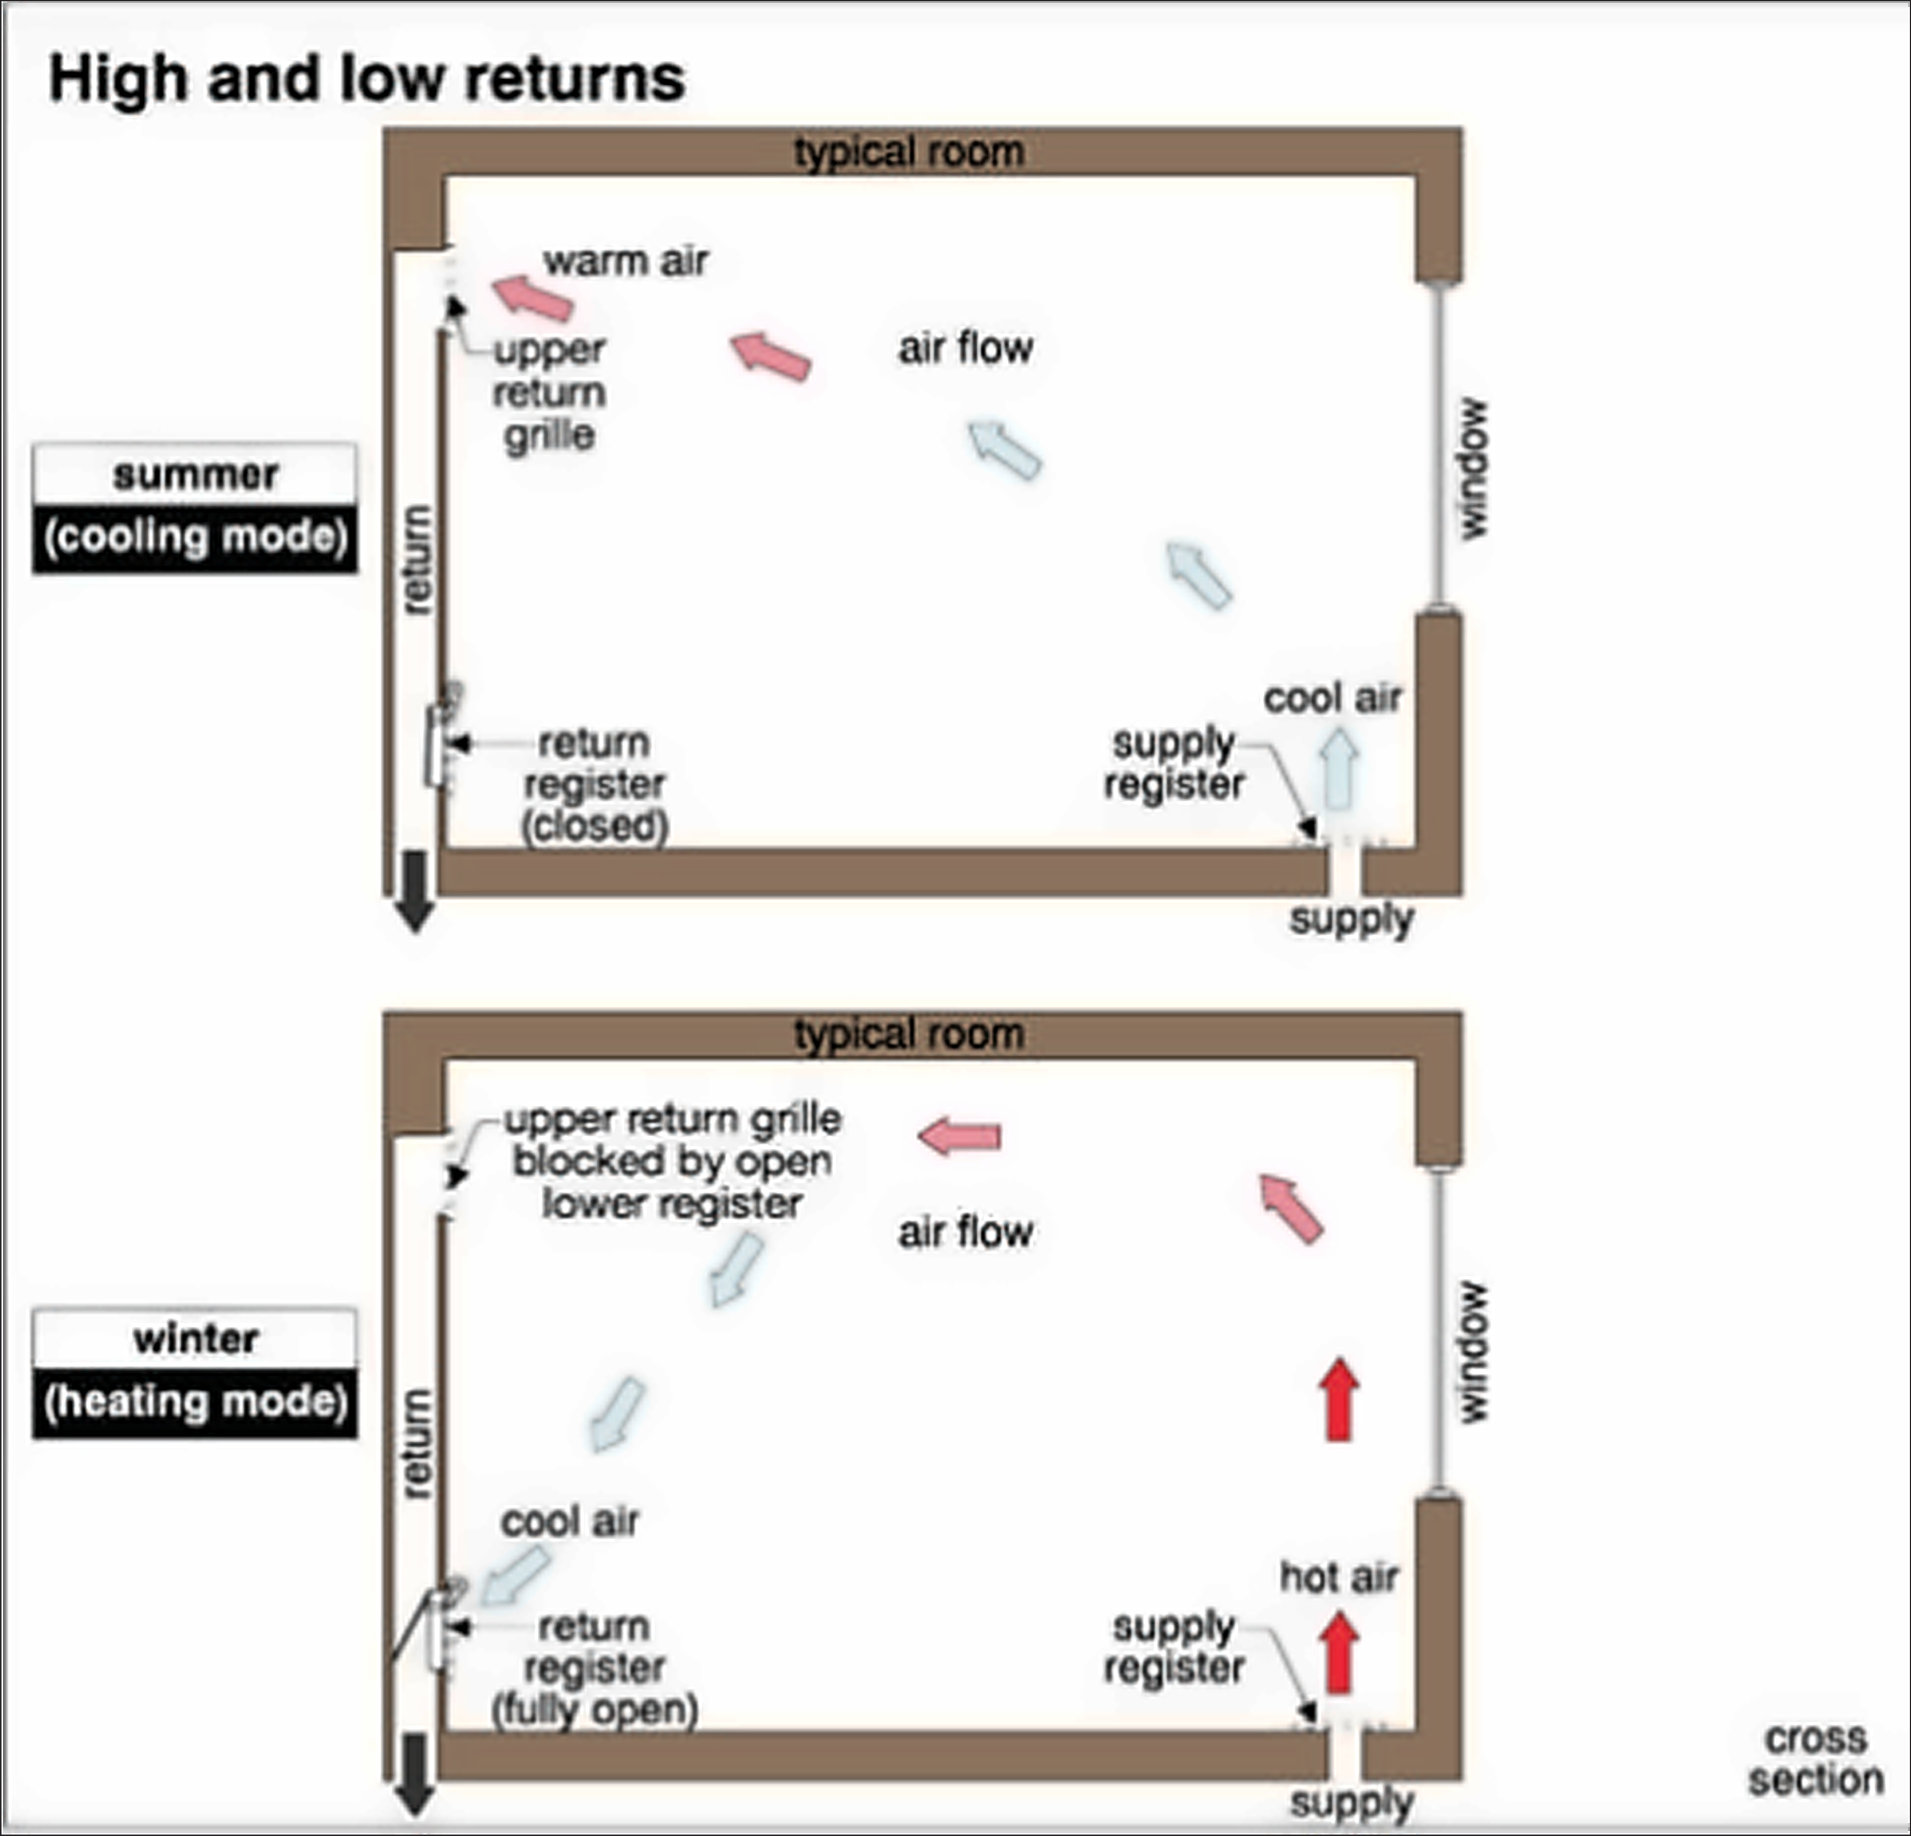 High and low returns
typical room
warm air
air flow
upper
return
grille
summer
(cooling mode)
return
window
cool air
return
register
(closed)
supply
register
supply
typical room
upper return grille
blocked by open
lower register
air flow
winter
(heating mode)
return
window
cool air
hot air
return
register
(fully open)
supply
register
supply
cross
section